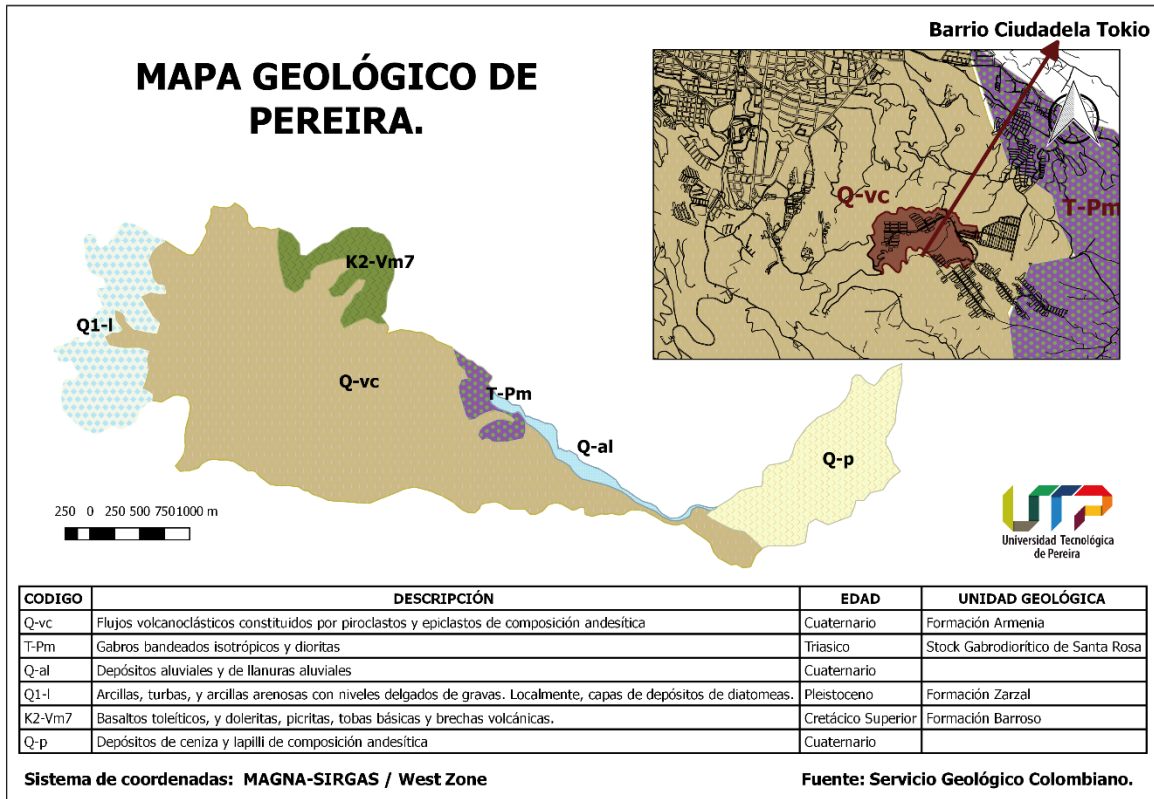 Barrio Ciudadela Tokio
MAPA GEOLÓGICO DE
PEREIRA.
Q-vc
T-Pm
K2-Vm7
Q1-l
Q-vc
T-Pm
Q-al
Q-p
250 0 250 500 750 1000 m
UTP
Universidad Tecnológica
de Pereira
CODIGO DESCRIPCIÓN EDAD UNIDAD GEOLÓGICA
Q-vc Flujos volcanoclásticos constituidos por piroclastos y epiclastos de composición andesítica Cuaternario Formación Armenia
T-Pm Gabros bandeados isotrópicos y dioritas Triasico Stock Gabrodiorítico de Santa Rosa
Q-al Depósitos aluviales y de llanuras aluviales Cuaternario
Q1-l Arcillas, turbas, y arcillas arenosas con niveles delgados de gravas. Localmente, capas de depósitos de diatomeas. Pleistoceno Formación Zarzal
K2-Vm7 Basaltos toleíticos, y doleritas, picritas, tobas básicas y brechas volcánicas. Cretácico Superior Formación Barroso
Q-p Depósitos de ceniza y lapilli de composición andesítica Cuaternario
Sistema de coordenadas: MAGNA-SIRGAS / West Zone Fuente: Servicio Geológico Colombiano.